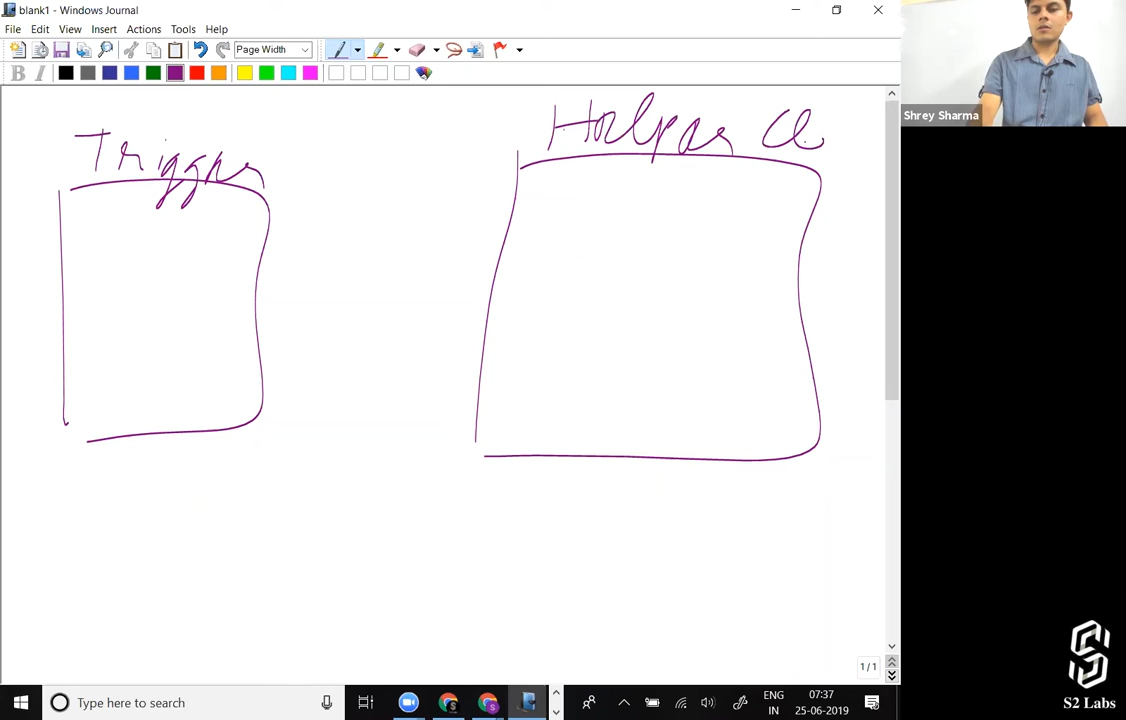 blank1 - Windows Journal
File Edit View Insert Actions Tools Help
Page Width
B I
Shrey Sharma
Trigger
Helper Cl
1/1
S2 Labs
Type here to search
ENG
IN
07:37
25-06-2019